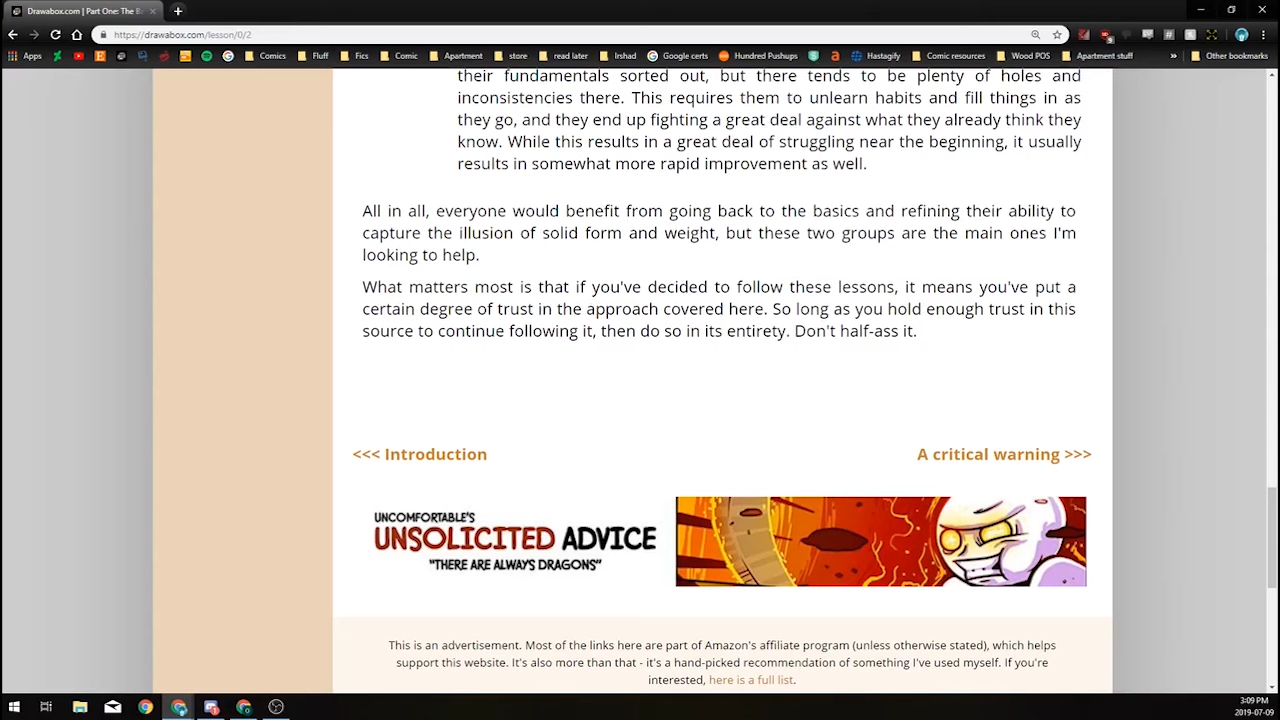 Drawabox.com | Part One: The B
https://drawabox.com/lesson/0/2
Apps
Comics
Fluff
Fics
Comic
Apartment
store
read later
Irshad
Google certs
Hundred Pushups
Hastagify
Comic resources
Wood POS
Apartment stuff
»
Other bookmarks
their fundamentals sorted out, but there tends to be plenty of holes and
inconsistencies there. This requires them to unlearn habits and fill things in as
they go, and they end up fighting a great deal against what they already think they
know. While this results in a great deal of struggling near the beginning, it usually
results in somewhat more rapid improvement as well.
All in all, everyone would benefit from going back to the basics and refining their ability to
capture the illusion of solid form and weight, but these two groups are the main ones I'm
looking to help.
What matters most is that if you've decided to follow these lessons, it means you've put a
certain degree of trust in the approach covered here. So long as you hold enough trust in this
source to continue following it, then do so in its entirety. Don't half-ass it.
<<< Introduction
A critical warning >>>
UNCOMFORTABLE'S
UNSOLICITED ADVICE
"THERE ARE ALWAYS DRAGONS"
This is an advertisement. Most of the links here are part of Amazon's affiliate program (unless otherwise stated), which helps
support this website. It's also more than that - it's a hand-picked recommendation of something I've used myself. If you're
interested, here is a full list.
3:09 PM
2019-07-09